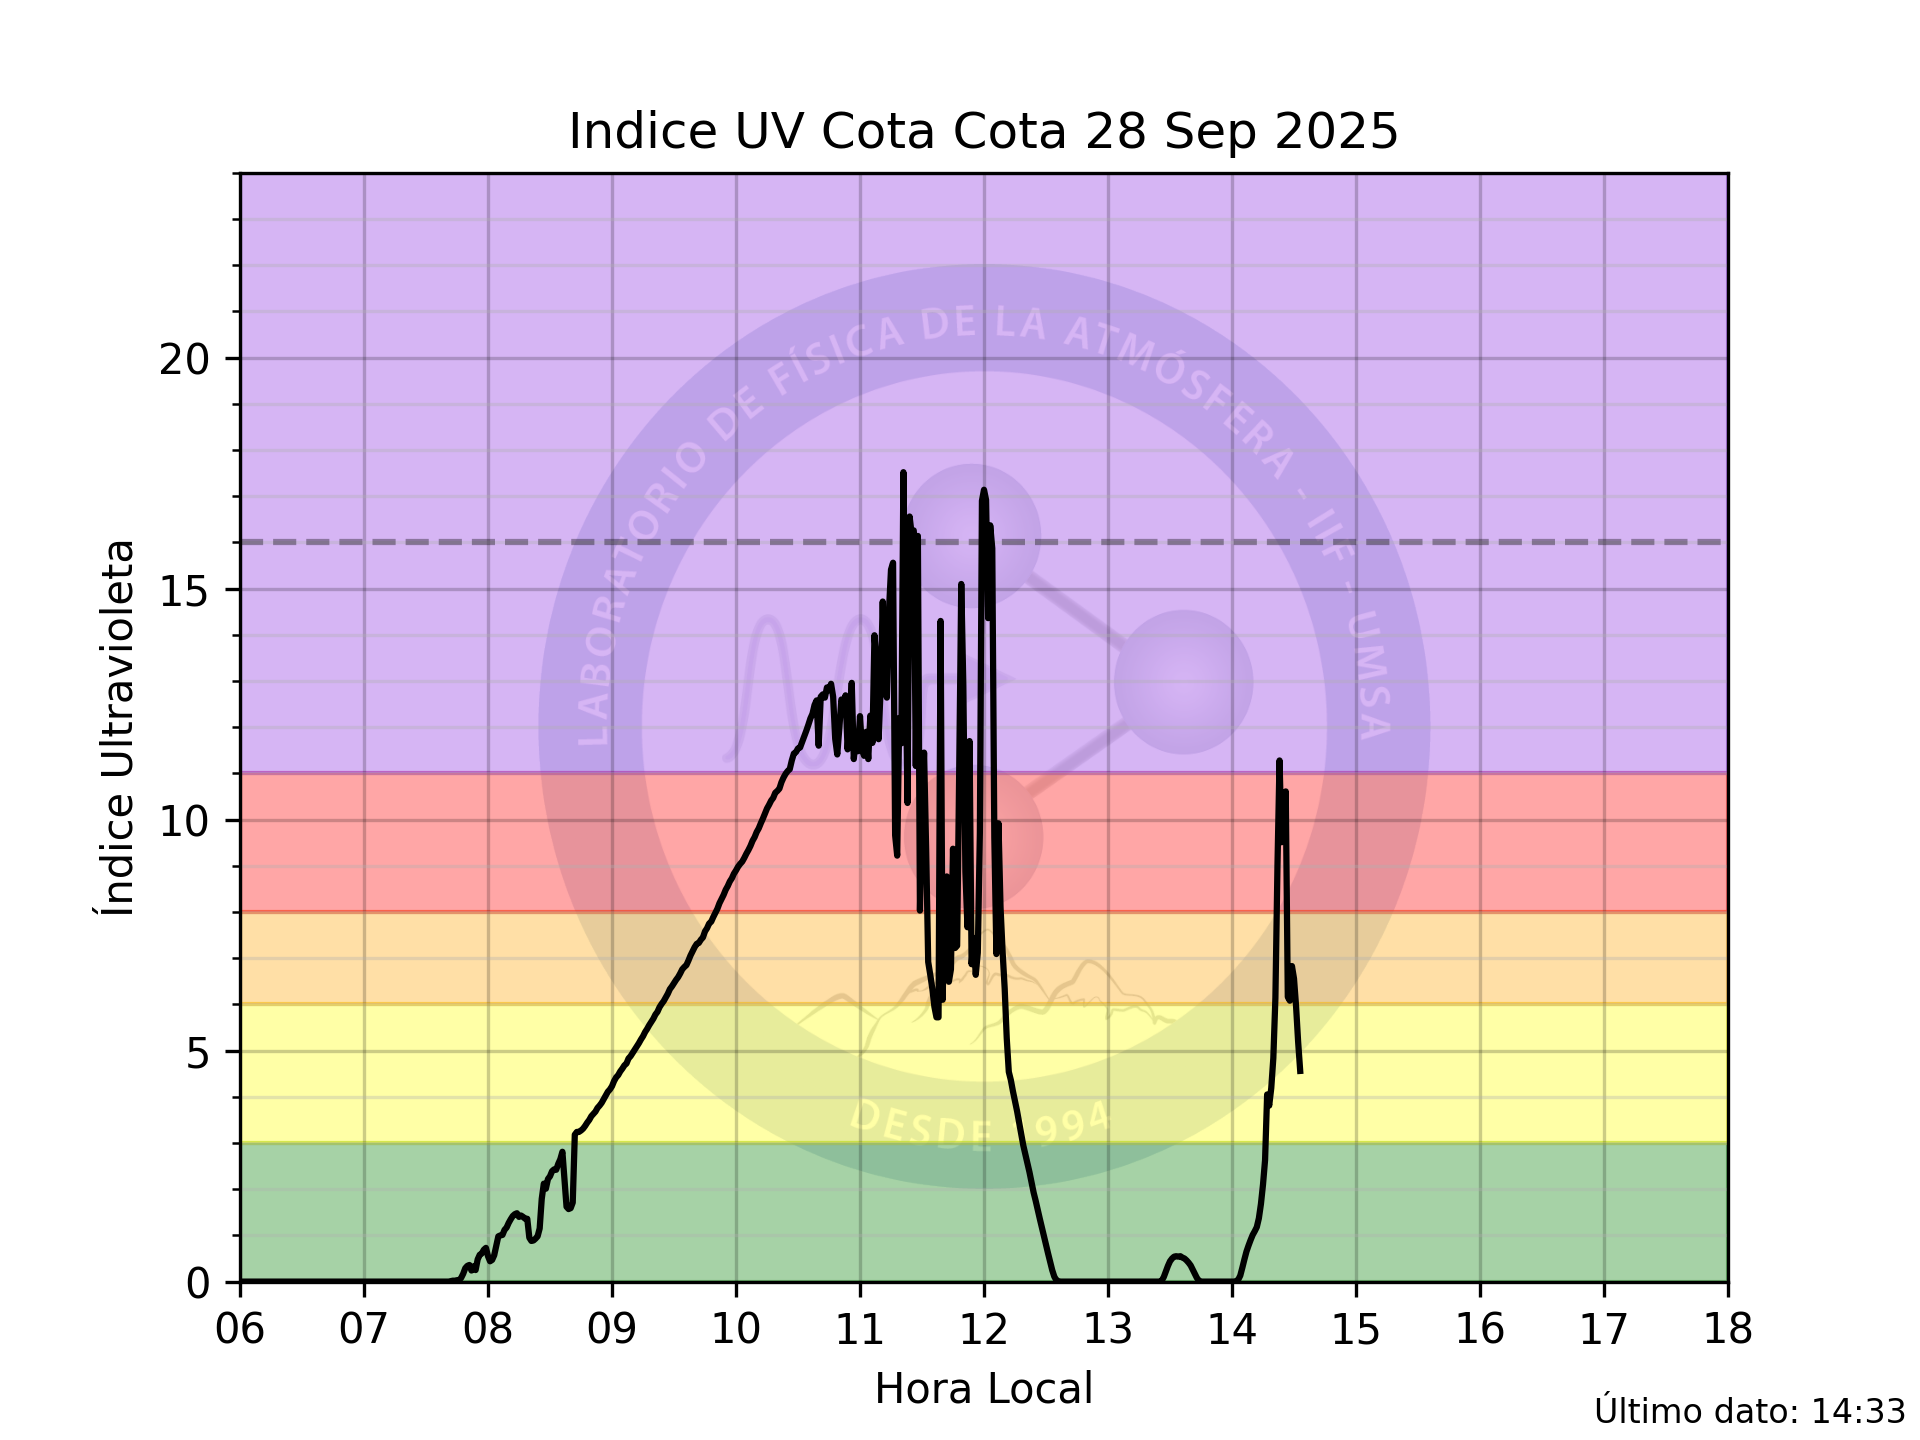 Indice UV Cota Cota 28 Sep 2025
LABORATORIO DE FÍSICA DE LA ATMÓSFERA - IIF - UMSA
20
15
10
5
0
Índice Ultravioleta
DESDE 1994
06 07 08 09 10 11 12 13 14 15 16 17 18
Hora Local
Último dato: 14:33